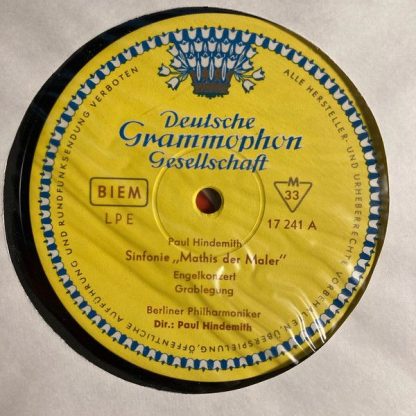 Deutsche
Grammophon
Gesellschaft
BIEM
LPE
M
33
17 241 A
Paul Hindemith
Sinfonie „Mathis der Maler"
Engelkonzert
Grablegung
Berliner Philharmoniker
Dir.: Paul Hindemith
ALLE HERSTELLER- UND URHEBERRECHTE VORBEHALTEN
ÜBERSPIELUNG, ÖFFENTLICHE AUFFÜHRUNG UND RUNDFUNKSENDUNG VERBOTEN